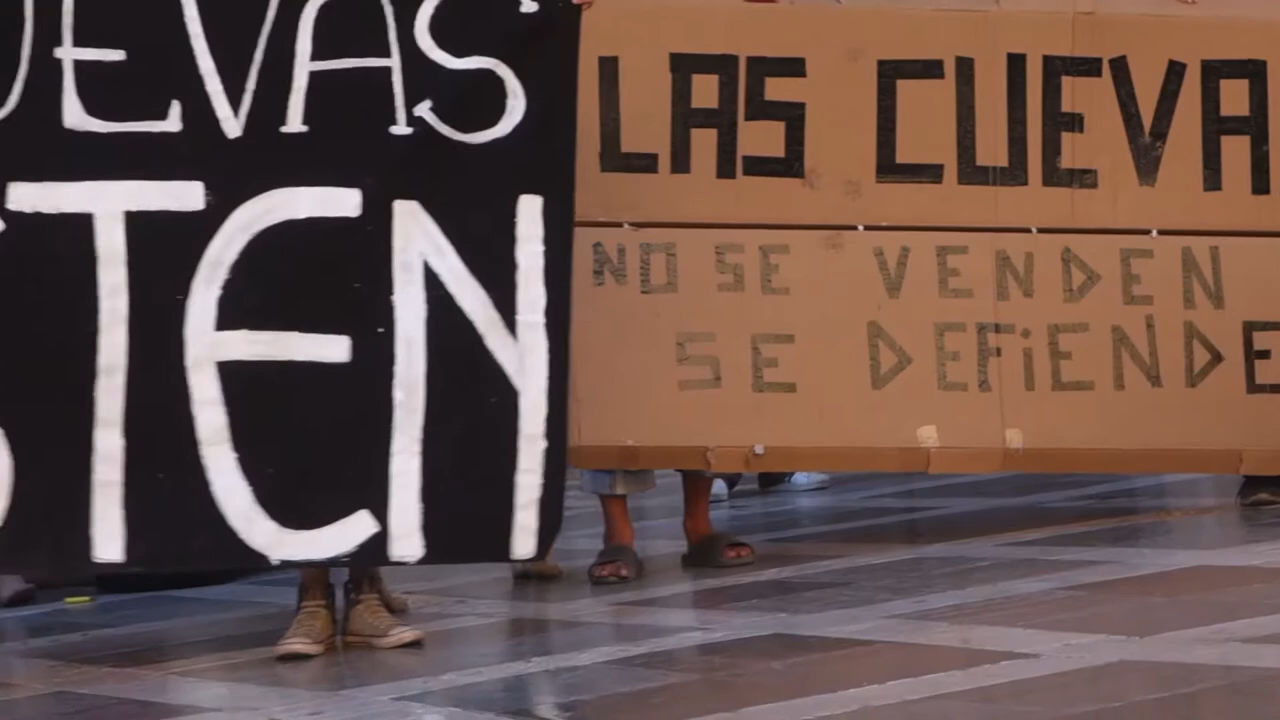 UEVAS
STEN
LAS CUEVA
NO SE VENDEN
SE DEFiENDE